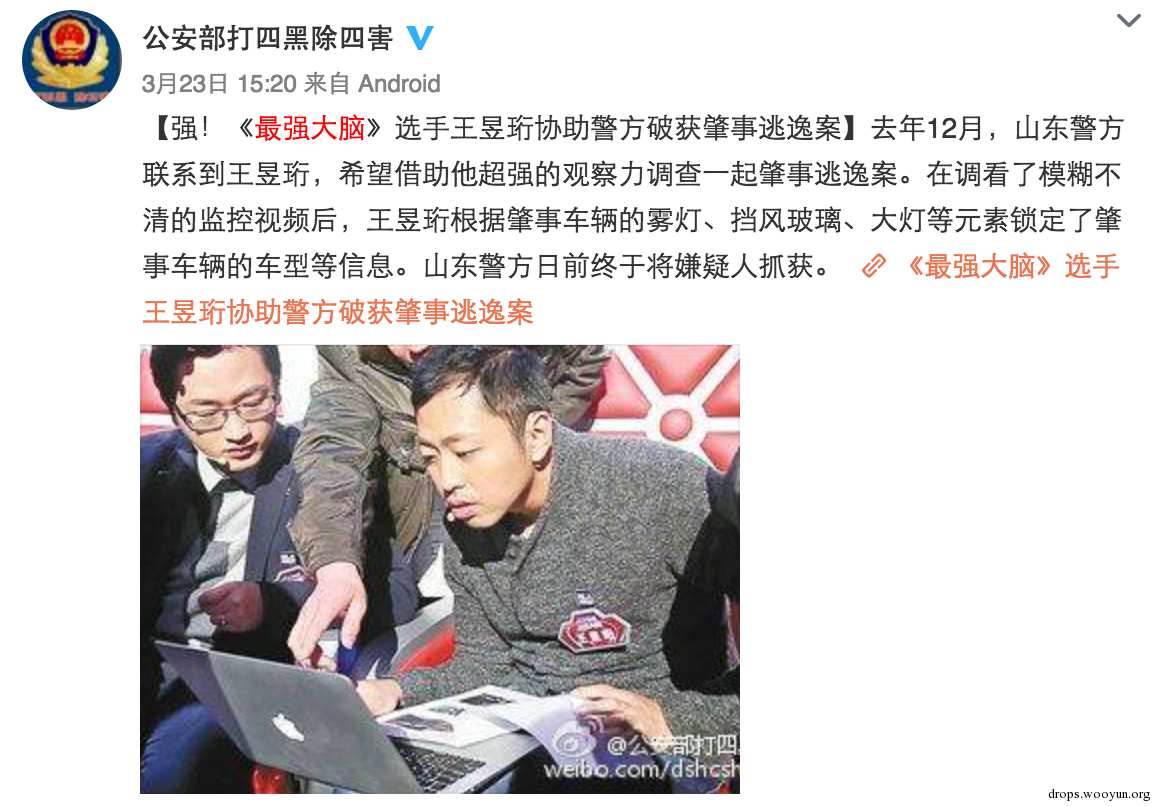 公安部打四黑除四害
3月23日 15:20 来自 Android
【强！《最强大脑》选手王昱珩协助警方破获肇事逃逸案】去年12月，山东警方
联系到王昱珩，希望借助他超强的观察力调查一起肇事逃逸案。在调看了模糊不
清的监控视频后，王昱珩根据肇事车辆的雾灯、挡风玻璃、大灯等元素锁定了肇
事车辆的车型等信息。山东警方日前终于将嫌疑人抓获。 《最强大脑》选手
王昱珩协助警方破获肇事逃逸案
@公安部打四
weibo.com/dshcsh
drops.wooyun.org